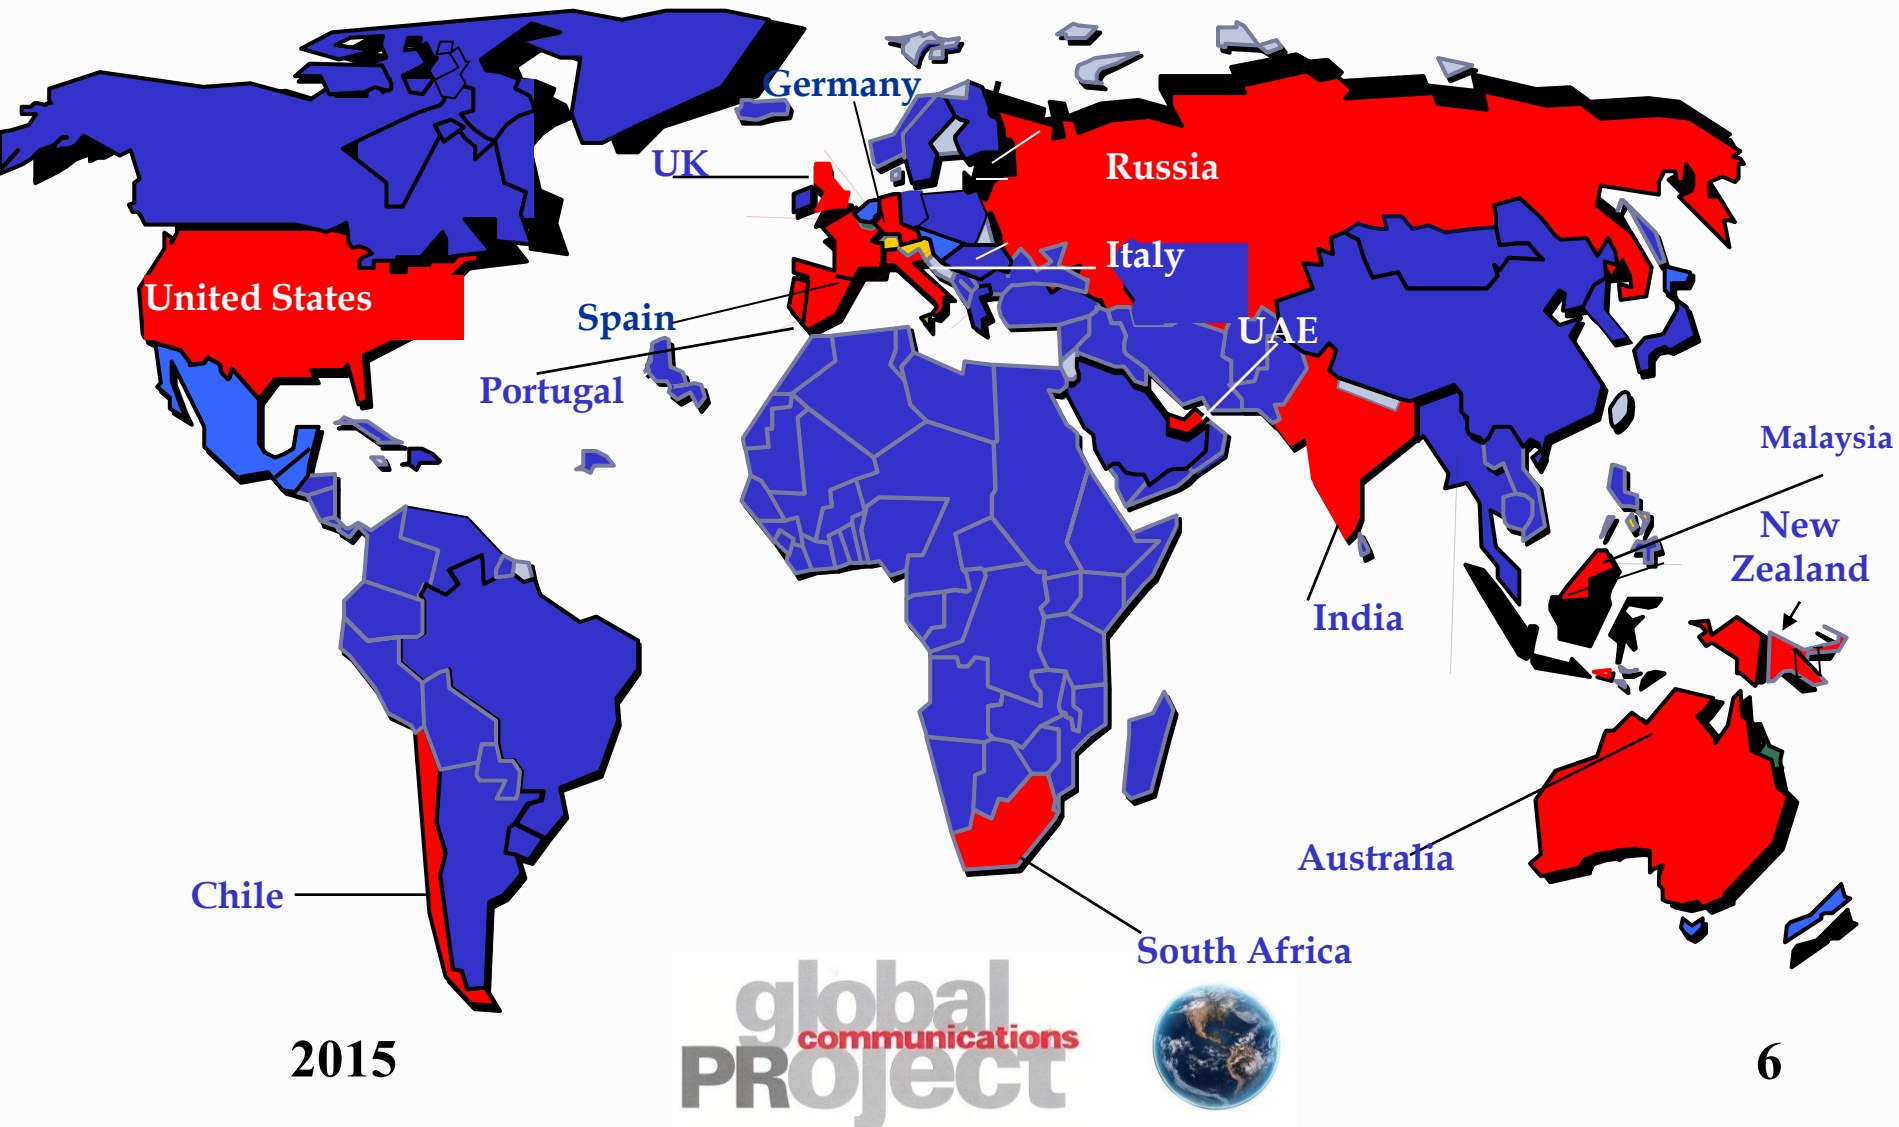 Germany
UK
Russia
Italy
United States
Spain
UAE
Portugal
Malaysia
New
Zealand
India
Australia
Chile
South Africa
global
communications
PROject
2015
6